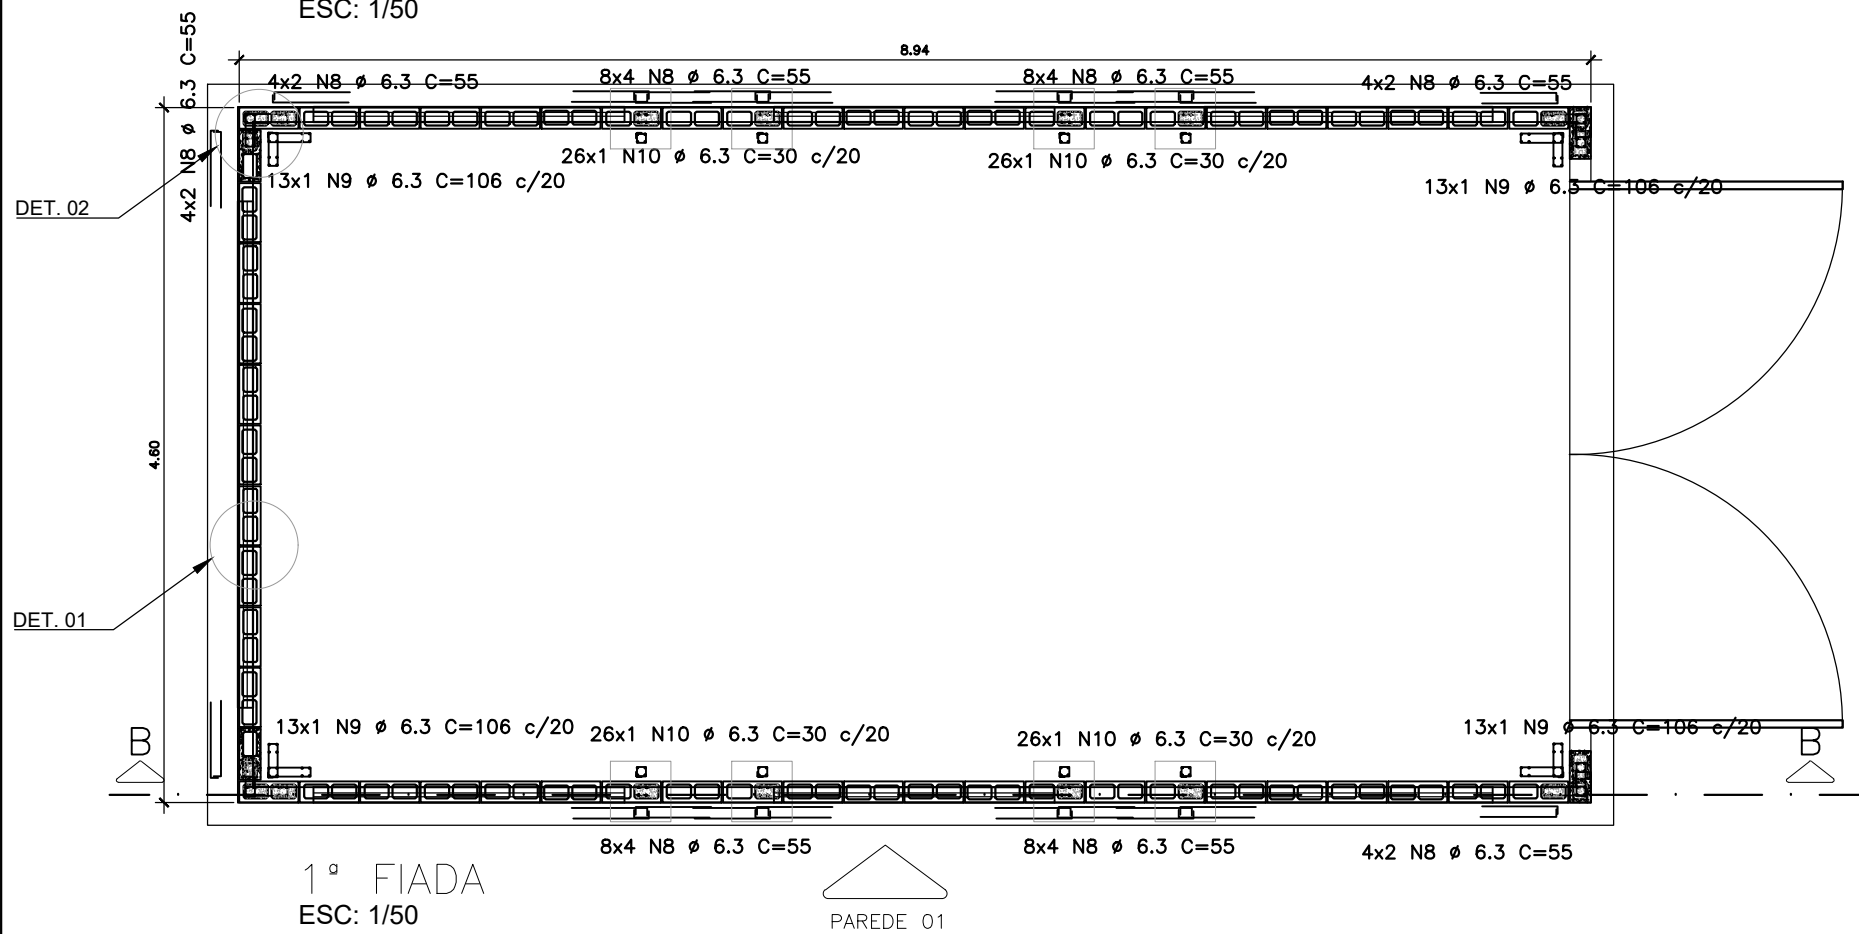 ESC: 1/50
8.94
4x2 N8 ø 6.3 C=55
4x2 N8 ø 6.3 C=55
8x4 N8 ø 6.3 C=55
8x4 N8 ø 6.3 C=55
4x2 N8 ø 6.3 C=55
26x1 N10 ø 6.3 C=30 c/20
26x1 N10 ø 6.3 C=30 c/20
13x1 N9 ø 6.3 C=106 c/20
13x1 N9 ø 6.3 C=106 c/20
DET. 02
4.60
DET. 01
13x1 N9 ø 6.3 C=106 c/20
26x1 N10 ø 6.3 C=30 c/20
26x1 N10 ø 6.3 C=30 c/20
13x1 N9 ø 6.3 C=106 c/20
B
B
8x4 N8 ø 6.3 C=55
8x4 N8 ø 6.3 C=55
4x2 N8 ø 6.3 C=55
1ª FIADA
ESC: 1/50
PAREDE 01